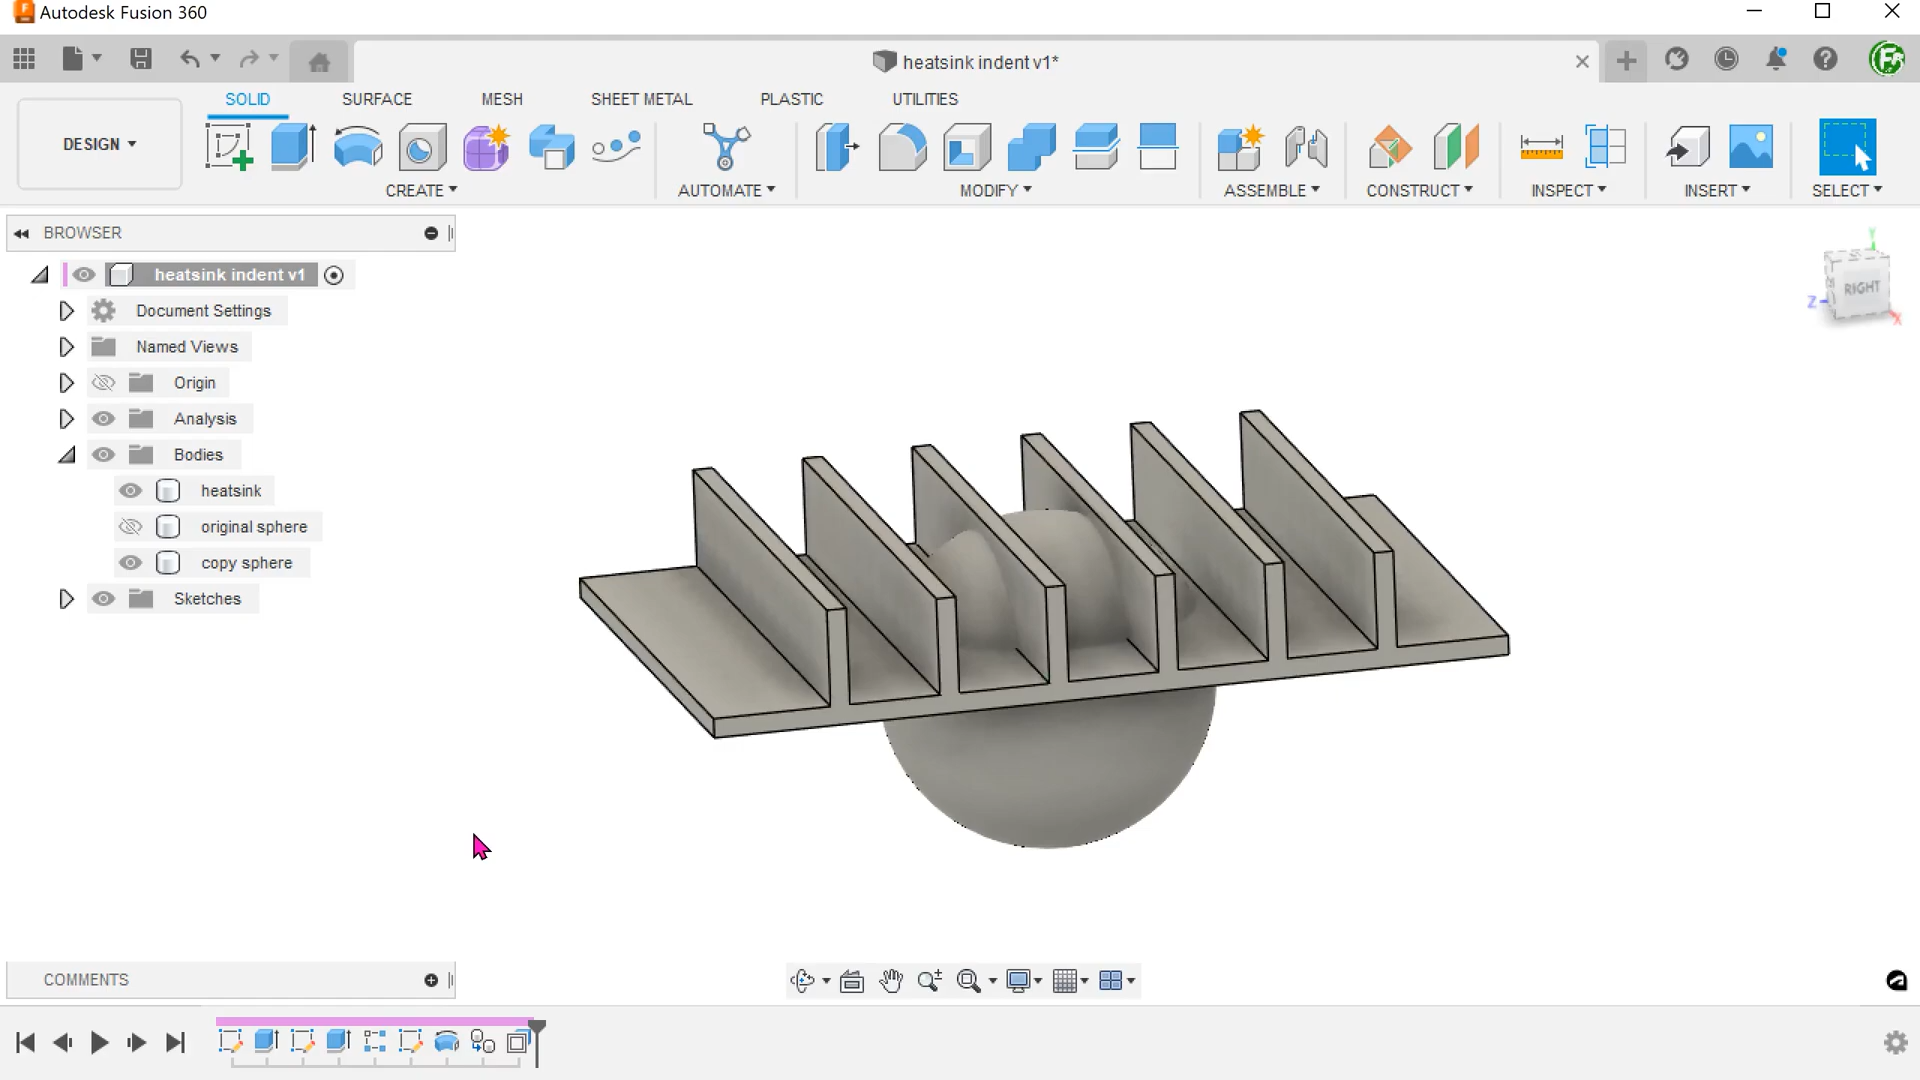 Autodesk Fusion 360
heatsink indent v1*
DESIGN
SOLID
SURFACE
MESH
SHEET METAL
PLASTIC
UTILITIES
CREATE
AUTOMATE
MODIFY
ASSEMBLE
CONSTRUCT
INSPECT
INSERT
SELECT
BROWSER
heatsink indent v1
Document Settings
Named Views
Origin
Analysis
Bodies
heatsink
original sphere
copy sphere
Sketches
Y
RIGHT
Z
X
COMMENTS